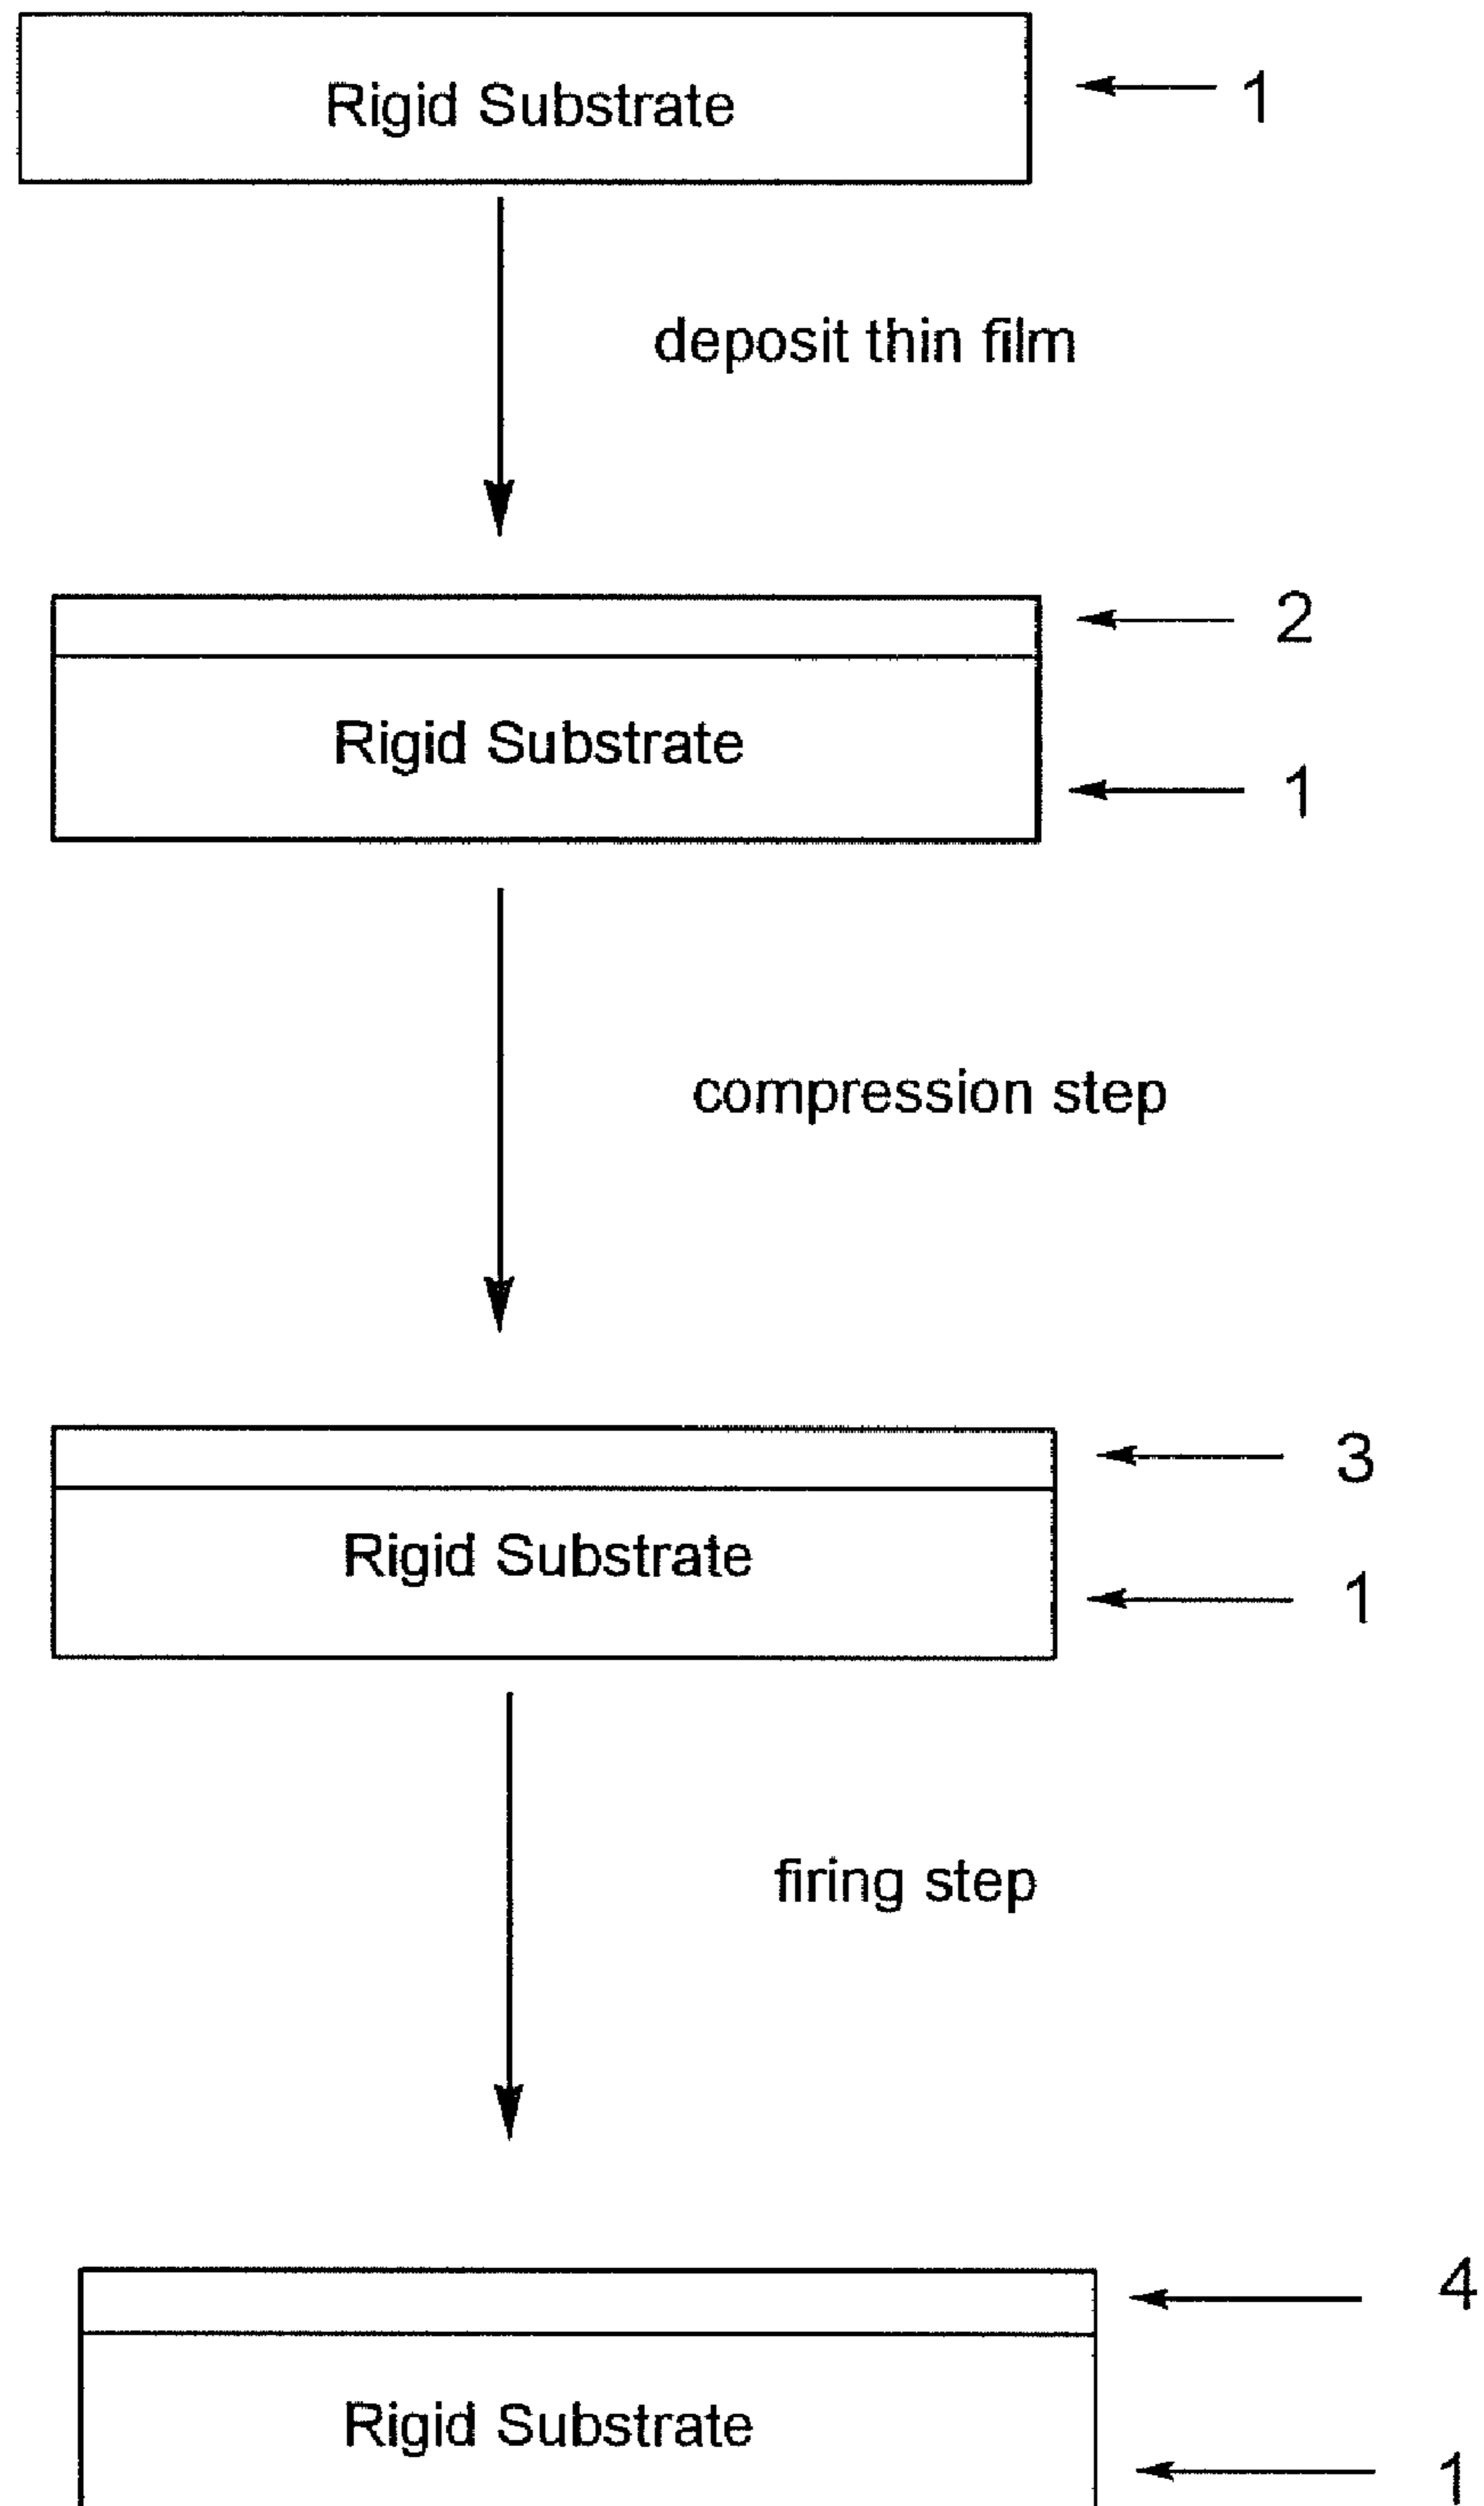 Rigid Substrate
1
deposit thin film
2
Rigid Substrate
1
compression step
3
Rigid Substrate
1
firing step
4
Rigid Substrate
1